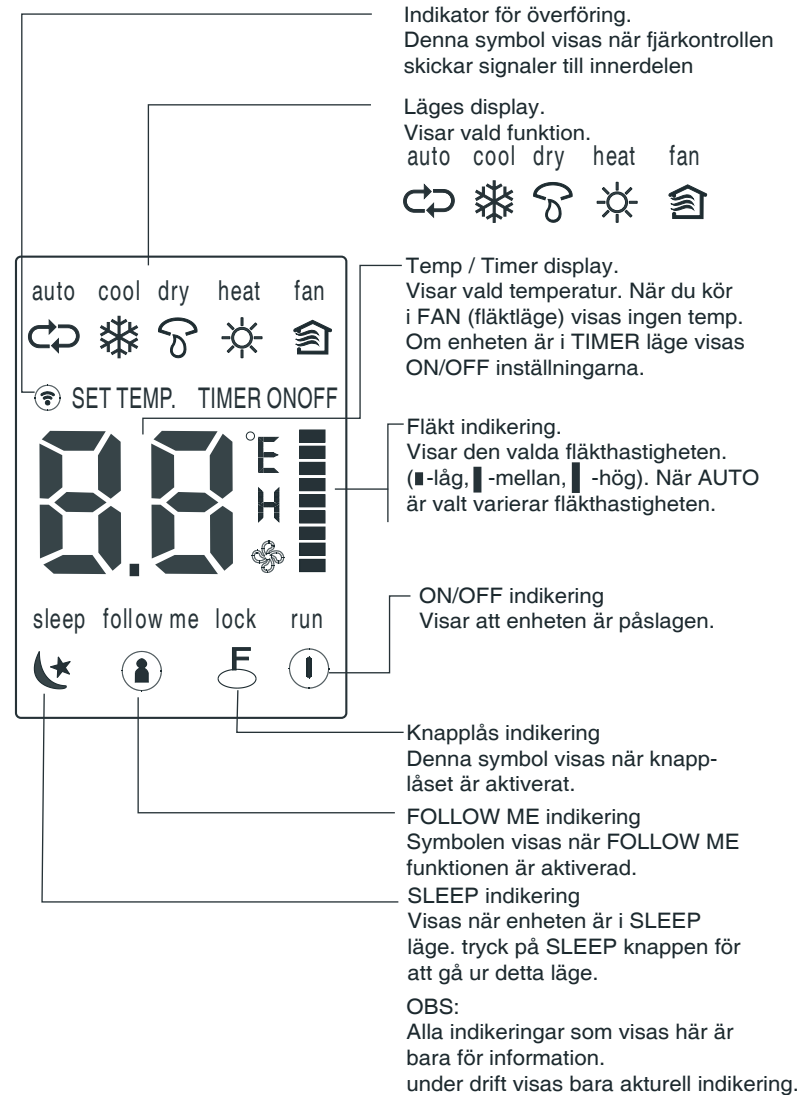 Indikator för överföring.
Denna symbol visas när fjärkontrollen
skickar signaler till innerdelen
Läges display.
Visar vald funktion.
auto cool dry heat fan
auto cool dry heat fan
SET TEMP. TIMER ONOFF
8.8 °E
H
sleep follow me lock run
F
Temp / Timer display.
Visar vald temperatur. När du kör
i FAN (fläktläge) visas ingen temp.
Om enheten är i TIMER läge visas
ON/OFF inställningarna.
Fläkt indikering.
Visar den valda fläkthastigheten.
(▮-låg, ▌-mellan, ▌ -hög). När AUTO
är valt varierar fläkthastigheten.
ON/OFF indikering
Visar att enheten är påslagen.
Knapplås indikering
Denna symbol visas när knapp-
låset är aktiverat.
FOLLOW ME indikering
Symbolen visas när FOLLOW ME
funktionen är aktiverad.
SLEEP indikering
Visas när enheten är i SLEEP
läge. tryck på SLEEP knappen för
att gå ur detta läge.
OBS:
Alla indikeringar som visas här är
bara för information.
under drift visas bara akturell indikering.